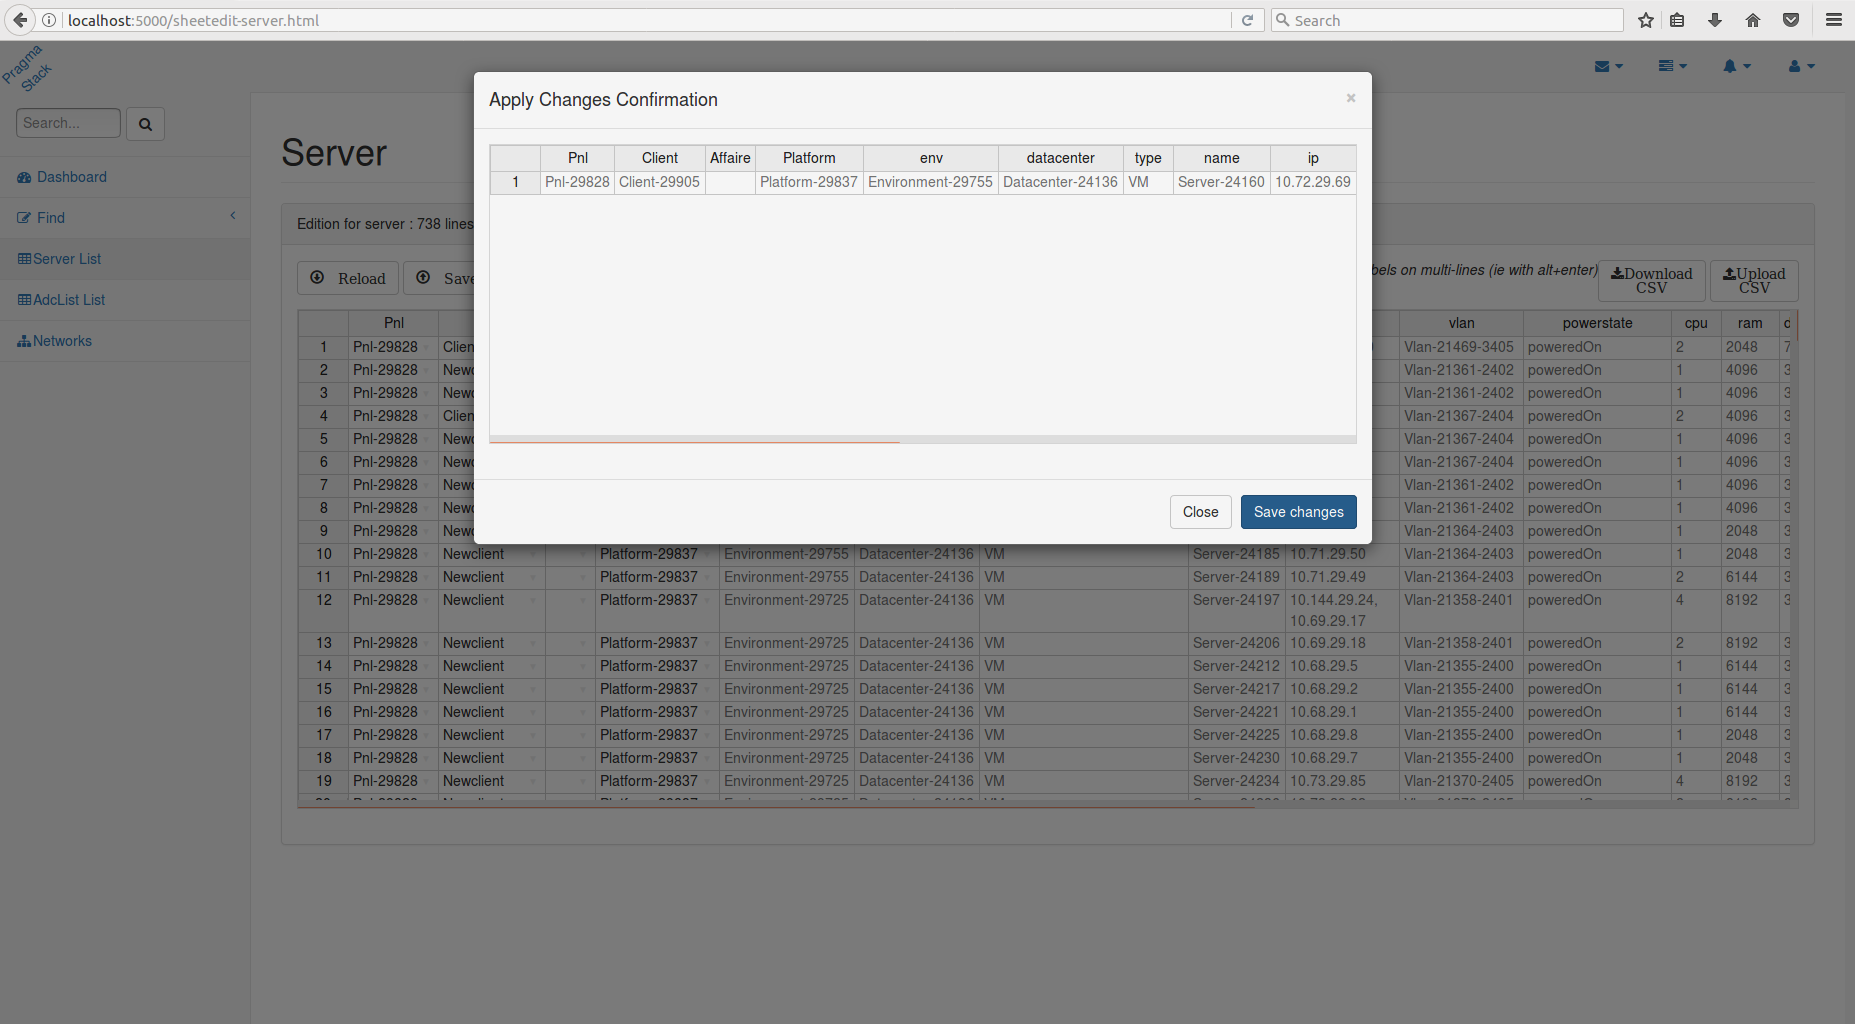 localhost:5000/sheetedit-server.html
Search
Pragma
Stack
Apply Changes Confirmation ×
Search...
Server
Pnl Client Affaire Platform env datacenter type name ip
1 Pnl-29828 Client-29905 Platform-29837 Environment-29755 Datacenter-24136 VM Server-24160 10.72.29.69
Dashboard
Find
Server List
AdcList List
Networks
Edition for server : 738 lines
Reload
Save
bels on multi-lines (ie with alt+enter)
Download
CSV
Upload
CSV
Pnl vlan powerstate cpu ram d
1 Pnl-29828 Clien Vlan-21469-3405 poweredOn 2 2048 7
2 Pnl-29828 Newc Vlan-21361-2402 poweredOn 1 4096 3
3 Pnl-29828 Newc Vlan-21361-2402 poweredOn 1 4096 3
4 Pnl-29828 Clien Vlan-21367-2404 poweredOn 2 4096 3
5 Pnl-29828 Newc Vlan-21367-2404 poweredOn 1 4096 3
6 Pnl-29828 Newc Vlan-21367-2404 poweredOn 1 4096 3
7 Pnl-29828 Newc Vlan-21361-2402 poweredOn 1 4096 3
8 Pnl-29828 Newc Vlan-21361-2402 poweredOn 1 4096 3
9 Pnl-29828 Newc Vlan-21364-2403 poweredOn 1 2048 3
Close
Save changes
10 Pnl-29828 Newclient Platform-29837 Environment-29755 Datacenter-24136 VM Server-24185 10.71.29.50 Vlan-21364-2403 poweredOn 1 2048 3
11 Pnl-29828 Newclient Platform-29837 Environment-29755 Datacenter-24136 VM Server-24189 10.71.29.49 Vlan-21364-2403 poweredOn 2 6144 3
12 Pnl-29828 Newclient Platform-29837 Environment-29725 Datacenter-24136 VM Server-24197 10.144.29.24, Vlan-21358-2401 poweredOn 4 8192 3
10.69.29.17
13 Pnl-29828 Newclient Platform-29837 Environment-29725 Datacenter-24136 VM Server-24206 10.69.29.18 Vlan-21358-2401 poweredOn 2 8192 3
14 Pnl-29828 Newclient Platform-29837 Environment-29725 Datacenter-24136 VM Server-24212 10.68.29.5 Vlan-21355-2400 poweredOn 1 6144 3
15 Pnl-29828 Newclient Platform-29837 Environment-29725 Datacenter-24136 VM Server-24217 10.68.29.2 Vlan-21355-2400 poweredOn 1 6144 3
16 Pnl-29828 Newclient Platform-29837 Environment-29725 Datacenter-24136 VM Server-24221 10.68.29.1 Vlan-21355-2400 poweredOn 1 6144 3
17 Pnl-29828 Newclient Platform-29837 Environment-29725 Datacenter-24136 VM Server-24225 10.68.29.8 Vlan-21355-2400 poweredOn 1 2048 3
18 Pnl-29828 Newclient Platform-29837 Environment-29725 Datacenter-24136 VM Server-24230 10.68.29.7 Vlan-21355-2400 poweredOn 1 2048 3
19 Pnl-29828 Newclient Platform-29837 Environment-29725 Datacenter-24136 VM Server-24234 10.73.29.85 Vlan-21370-2405 poweredOn 4 8192 3